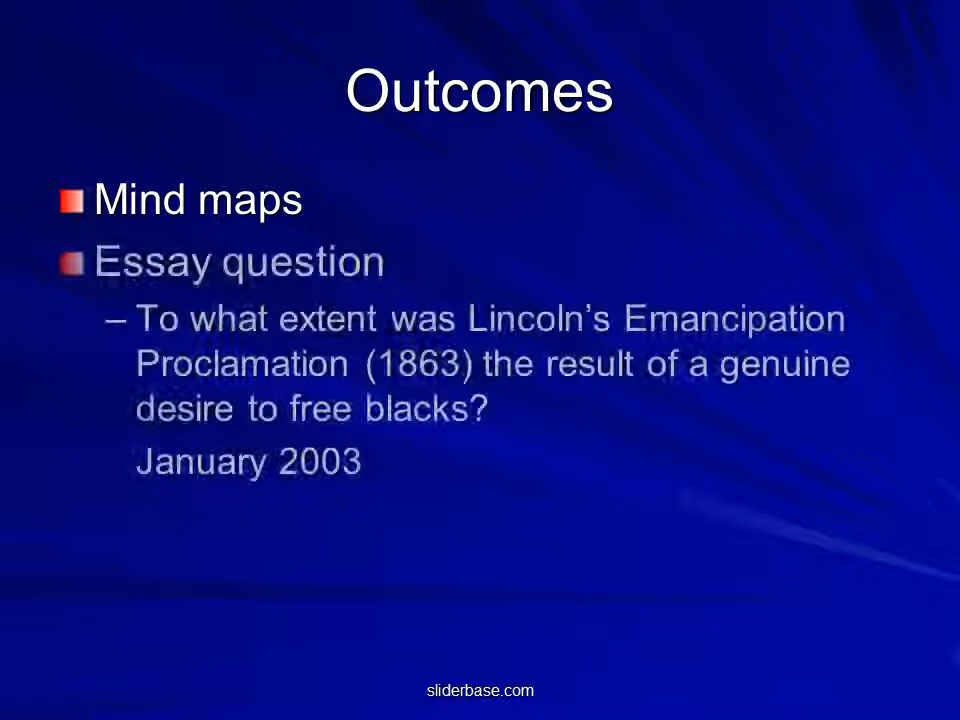 Outcomes
Mind maps
Essay question
– To what extent was Lincoln’s Emancipation
Proclamation (1863) the result of a genuine
desire to free blacks?
January 2003
sliderbase.com